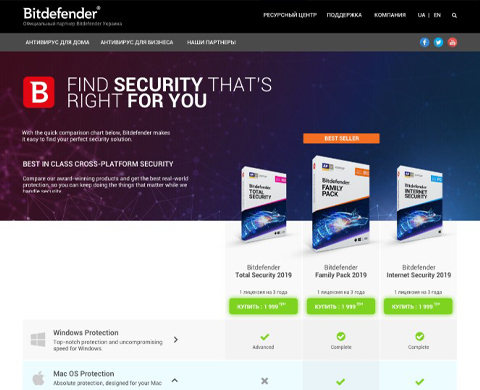 Bitdefender®
Официальный партнер Bitdefender Украина
РЕСУРСНЫЙ ЦЕНТР ПОДДЕРЖКА КОМПАНИЯ UA | EN
АНТИВИРУС ДЛЯ ДОМА АНТИВИРУС ДЛЯ БИЗНЕСА НАШИ ПАРТНЕРЫ
B
FIND SECURITY THAT'S
RIGHT FOR YOU
With the quick comparison chart below, Bitdefender makes
it easy to find your perfect security solution.
BEST SELLER
BEST IN CLASS CROSS-PLATFORM SECURITY
Compare our award-winning products and get the best real-world
protection, so you can keep doing the things that matter while we
handle security.
Bitdefender
TOTAL
SECURITY
Bitdefender
FAMILY
PACK
Bitdefender
INTERNET
SECURITY
Bitdefender
Total Security 2019
Bitdefender
Family Pack 2019
Bitdefender
Internet Security 2019
1 лицензия на 3 года
1 лицензия на 3 года
1 лицензия на 3 года
КУПИТЬ : 1 999 грн
КУПИТЬ : 1 999 грн
КУПИТЬ : 1 999 грн
Windows Protection
Top-notch protection and uncompromising
speed for Windows.
Advanced
Complete
Complete
Mac OS Protection
Absolute protection, designed for your Mac